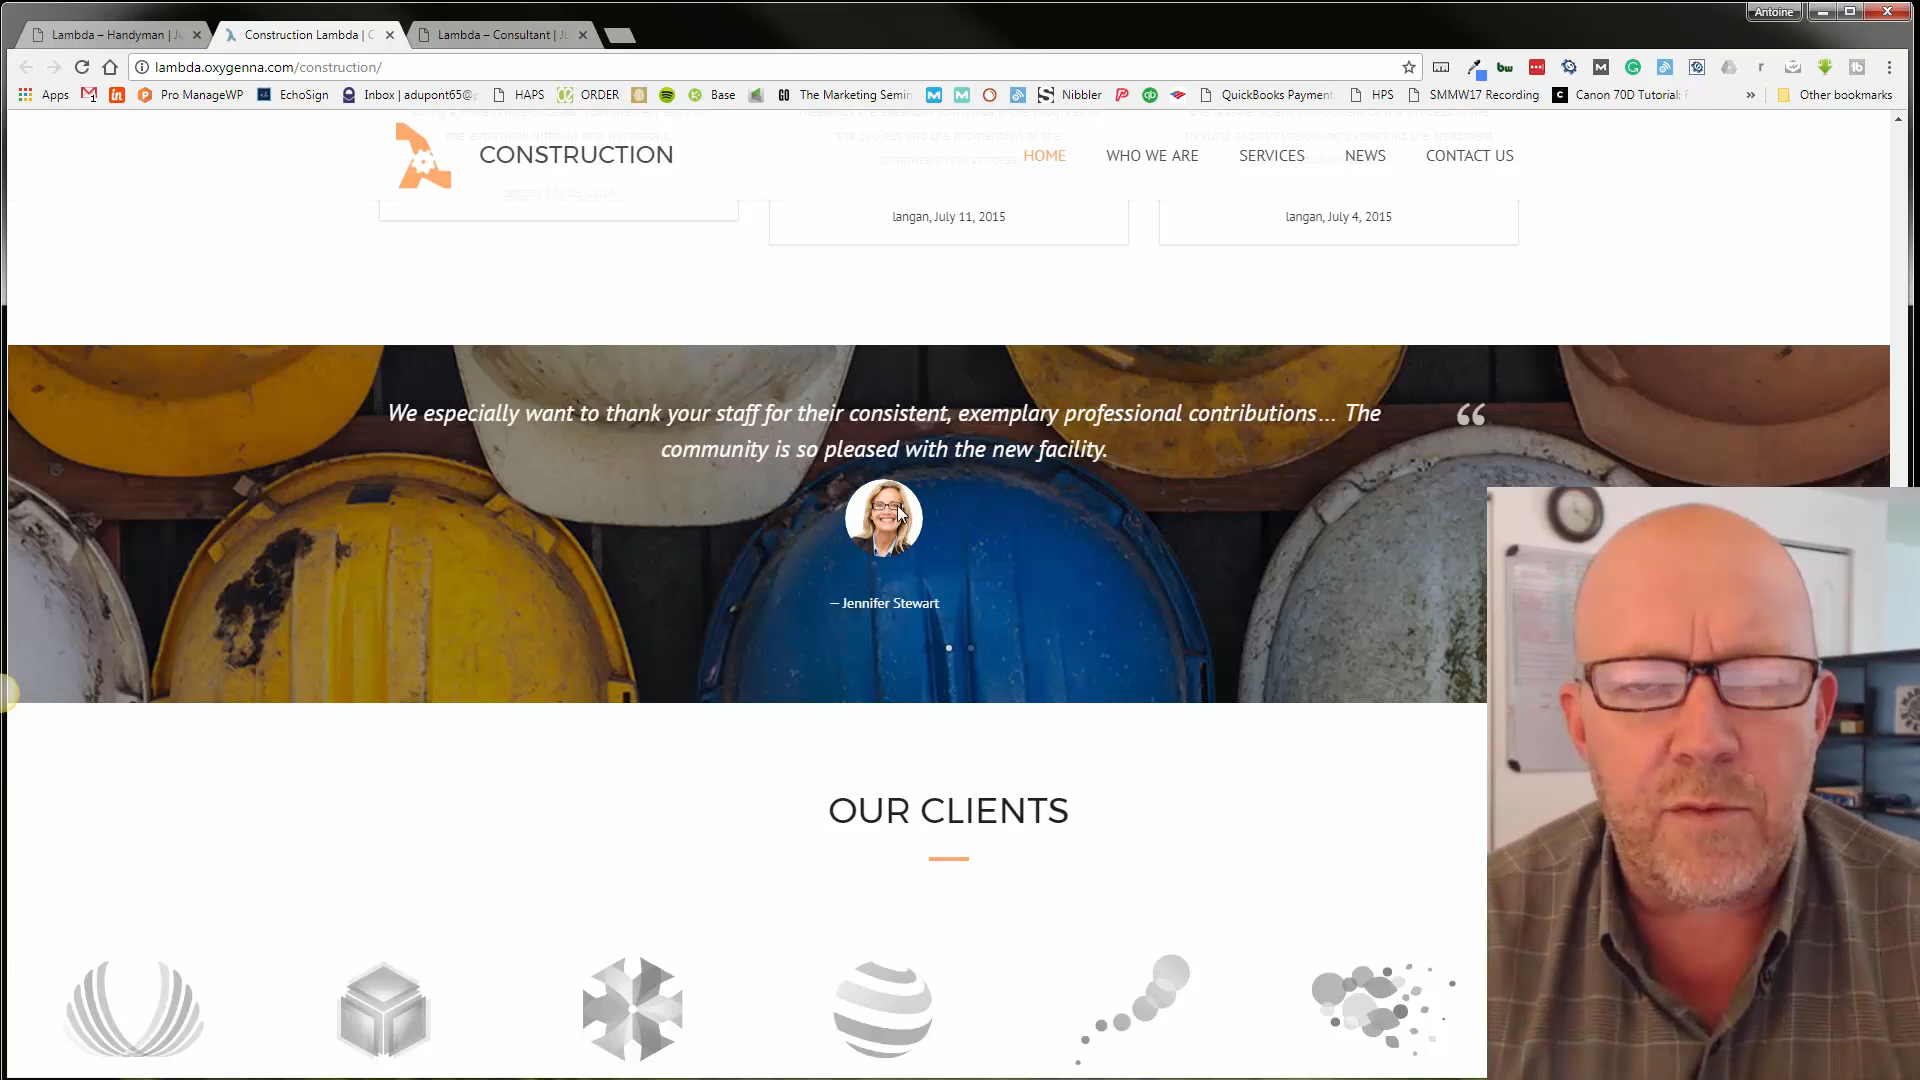 Antoine
Lambda – Handyman | Ju
Construction Lambda | C
Lambda – Consultant | Ju
lambda.oxygenna.com/construction/
Apps
Pro ManageWP
EchoSign
Inbox | adupont65@
HAPS
ORDER
Base
GO
The Marketing Semin
Nibbler
QuickBooks Payment
HPS
SMMW17 Recording
Canon 70D Tutorial:
»
Other bookmarks
CONSTRUCTION
HOME
WHO WE ARE
SERVICES
NEWS
CONTACT US
langan, July 11, 2015
langan, July 4, 2015
We especially want to thank your staff for their consistent, exemplary professional contributions… The
community is so pleased with the new facility.
— Jennifer Stewart
OUR CLIENTS